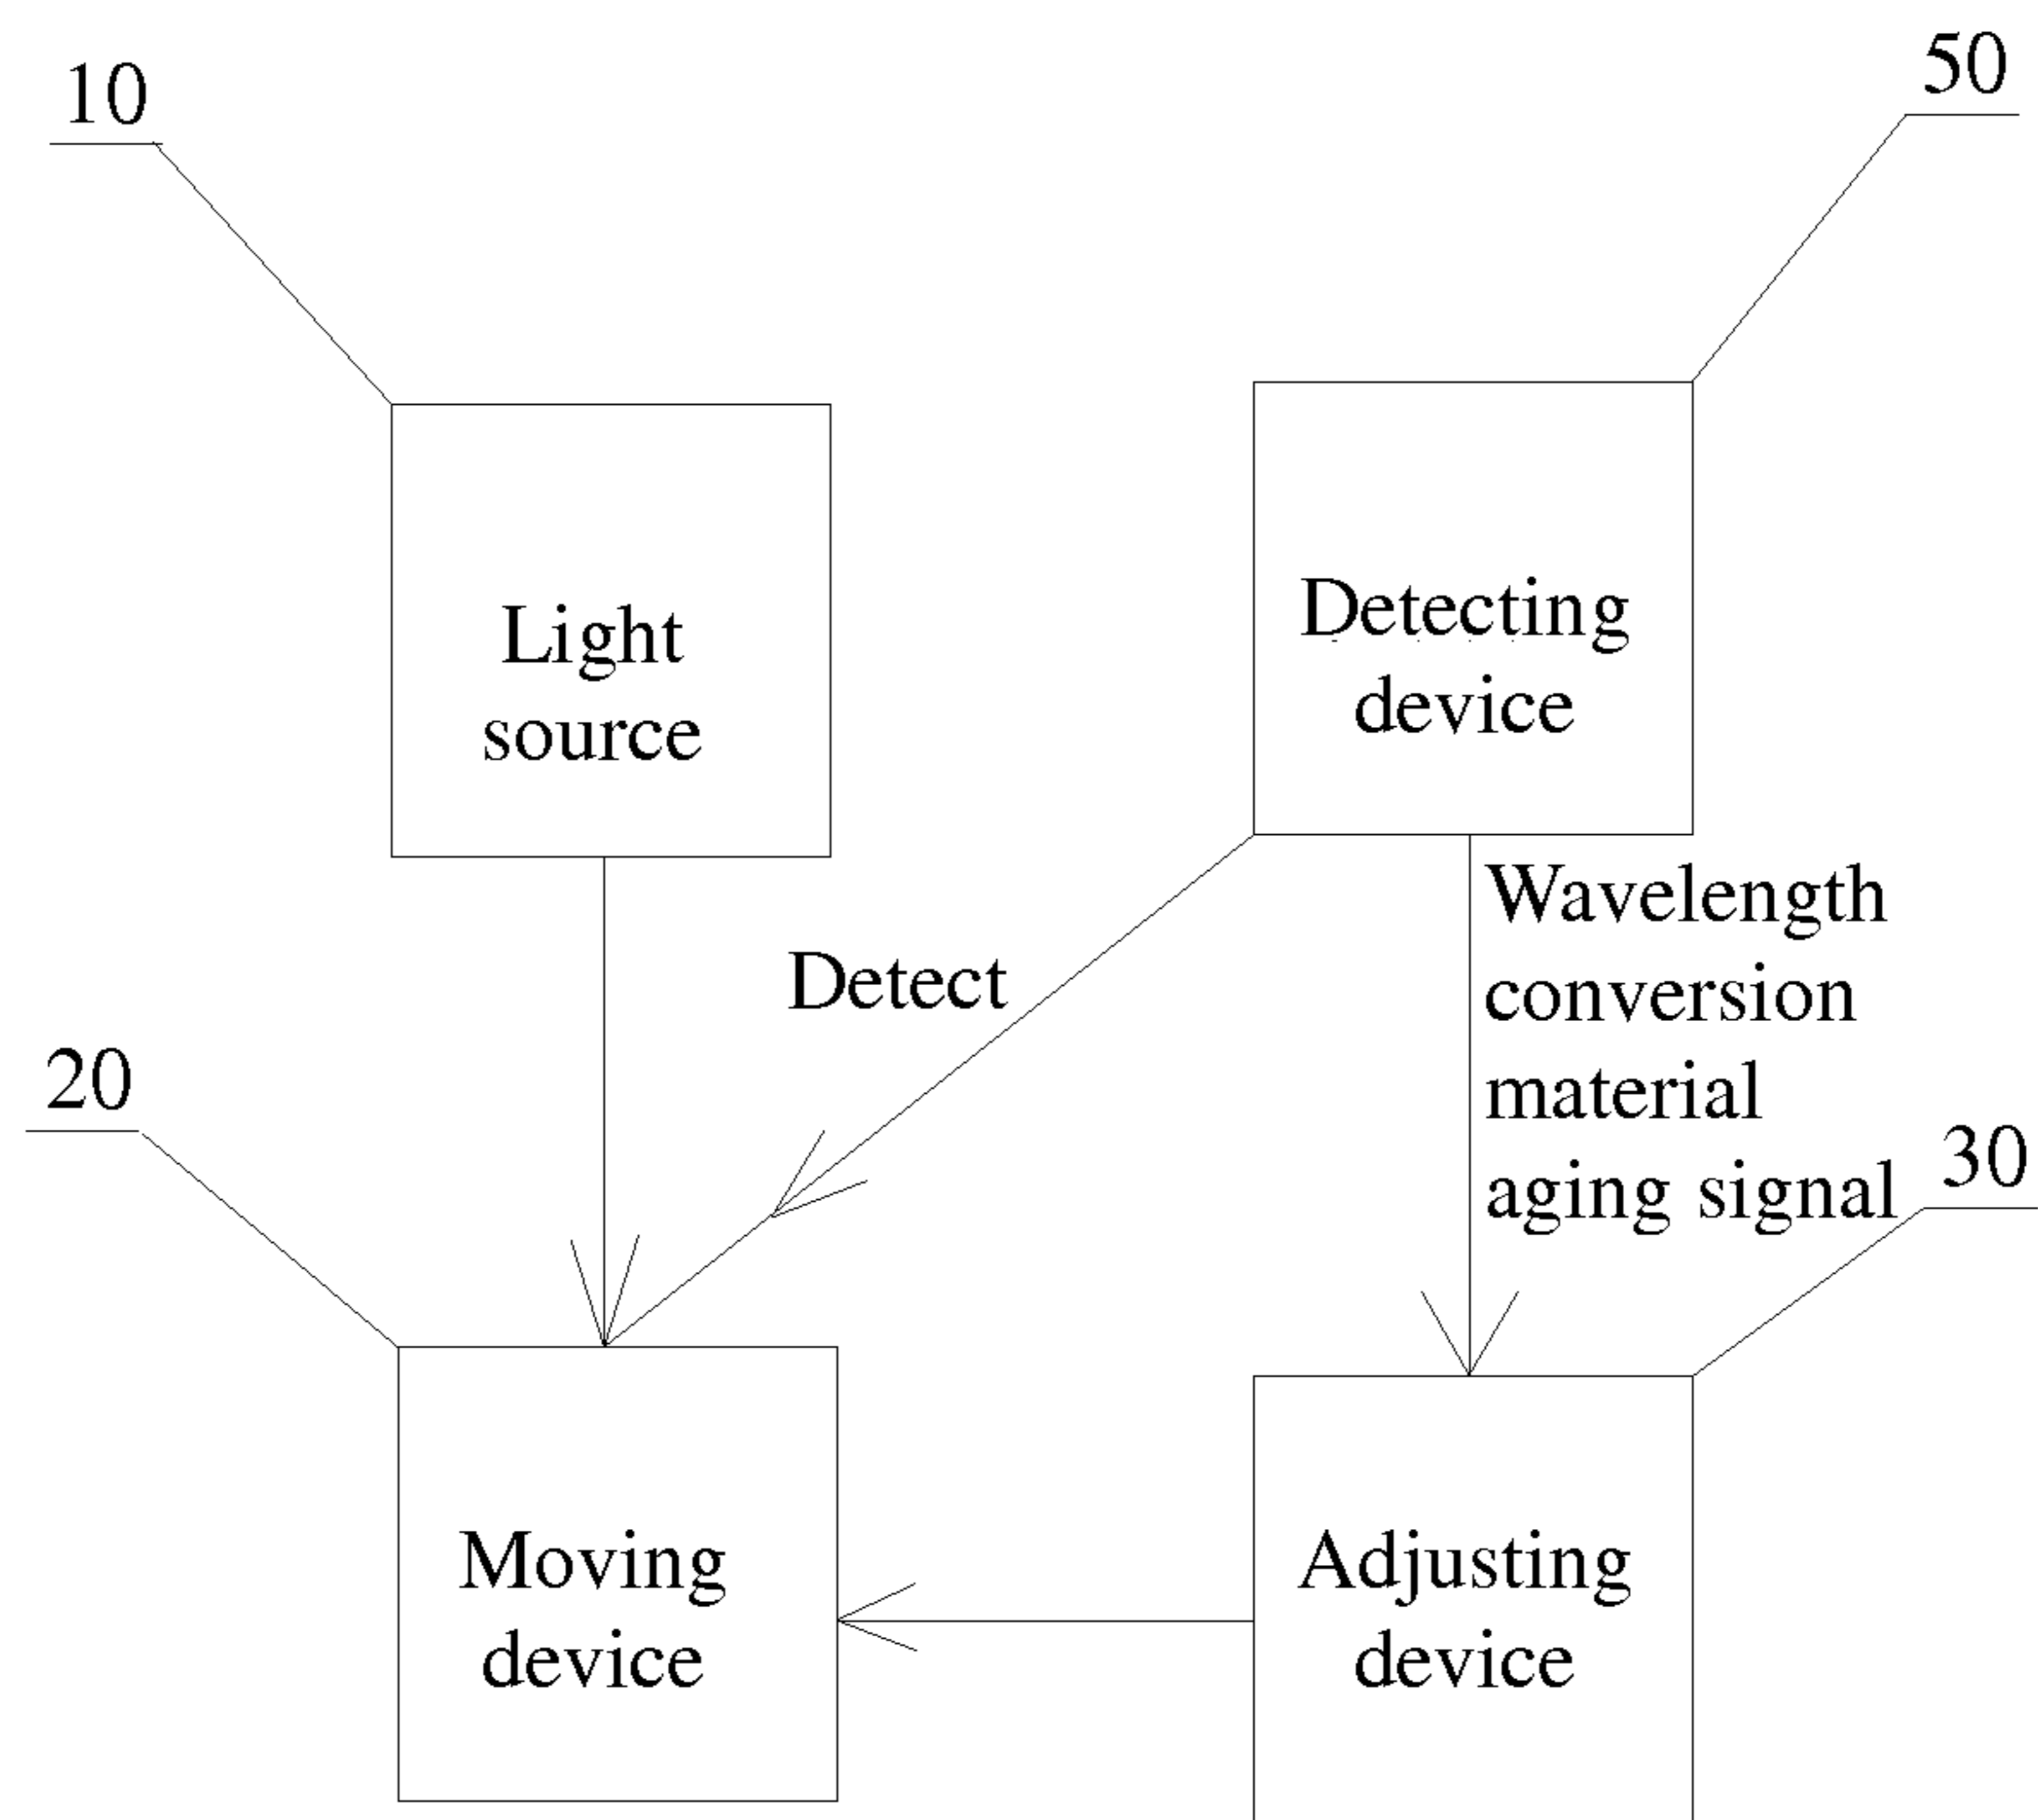 10
50
Light
source
Detecting
device
Detect
Wavelength
conversion
material
aging signal
20
30
Moving
device
Adjusting
device